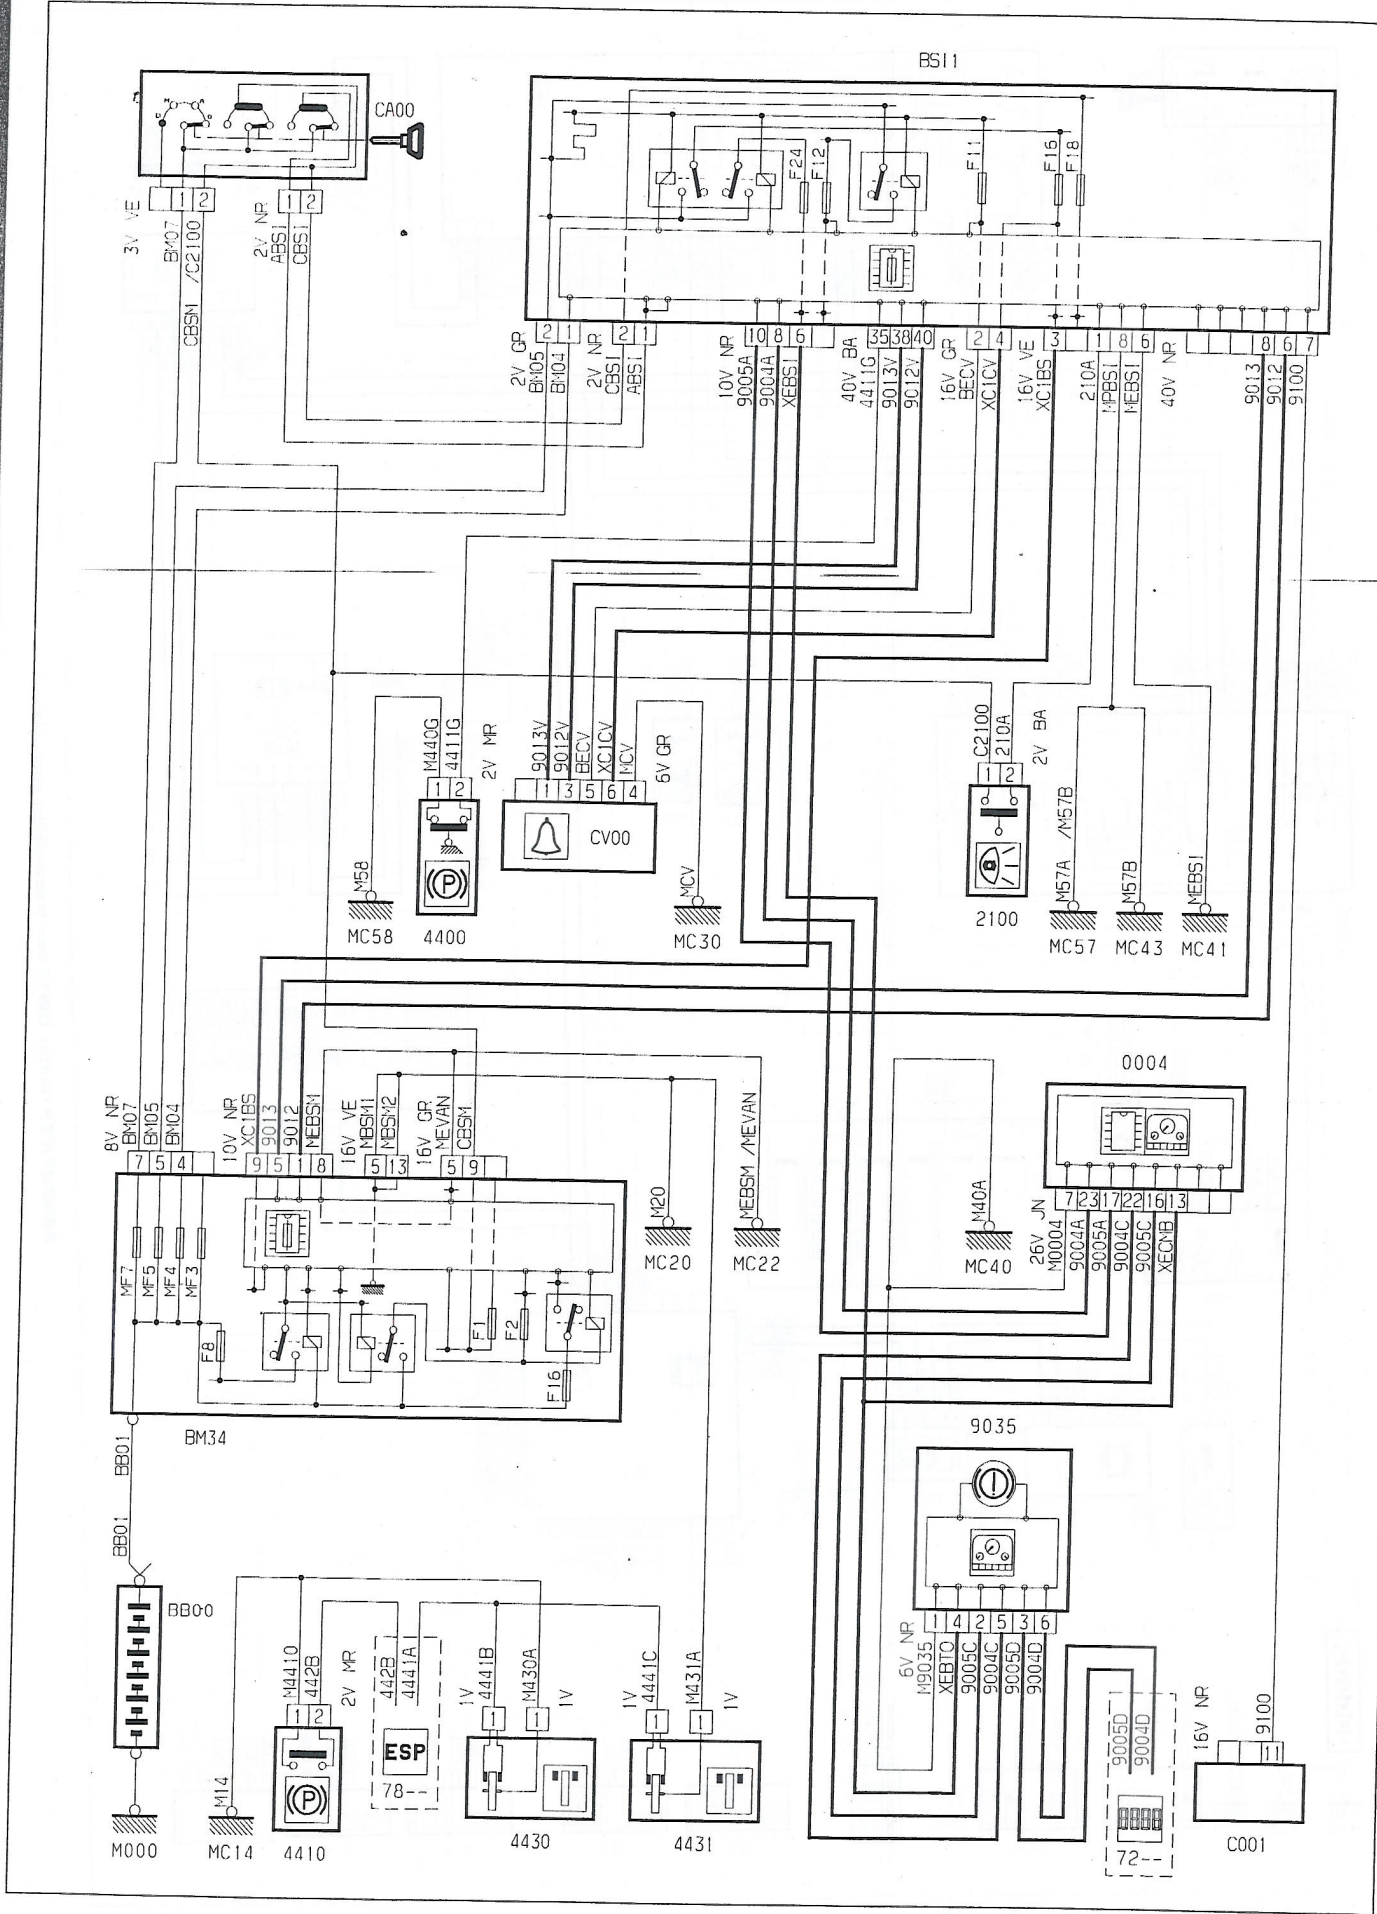 BSI1
CA00
F24
F12
F11
F16
F18
1 2
1 2
3V VE
BM07
CBSM /C2100
2V NR
ABSI
CBSI
2 1
2 1
10 8 6
35 38 40
2 4
3
1 8 6
8 6 7
2V GR
BM05
BM04
2V NR
CBSI
ABSI
10V NR
9005A
9004A
XEBSI
40V BA
4411G
9013V
9012V
16V GR
BECV
XC1CV
16V VE
XC1BS
210A
MPBSI
MEBSI
40V NR
9013
9012
9100
M440G
4411G
2V MR
9013V
9012V
BECV
XC1CV
MCV
6V GR
C2100
210A
2V BA
1 2
1 3 5 6 4
1 2
CV00
P
M58
MCV
M57A /M57B
M57B
MEBSI
MC58
4400
MC30
2100
MC57
MC43
MC41
0004
8V NR
BM07
BM05
BM04
10V NR
XC1BS
9013
9012
MEBSM
16V VE
MBSM1
MBSM2
16V GR
MEVAN
CBSM
7 5 4
9 5 1 8
5 13
5 9
M20
MEBSM /MEVAN
M40A
7 23 17 22 16 13
26V JN
M0004
9004A
9005A
9004C
9005C
XECMB
MC20
MC22
MC40
MF7
MF5
MF4
MF3
F8
F1
F2
F16
BM34
9035
BB01
BB01
BB00
1 4 2 5 3 6
6V NR
M9035
XEBTO
9005C
9004C
9005D
9004D
M4410
442B
2V MR
442B
4441A
1V
4441B
M430A
1V
1V
4441C
M431A
1V
1 2
1
1
1
1
ESP
78--
P
M14
9005D
9004D
72--
16V NR
9100
11
M000
MC14
4410
4430
4431
C001